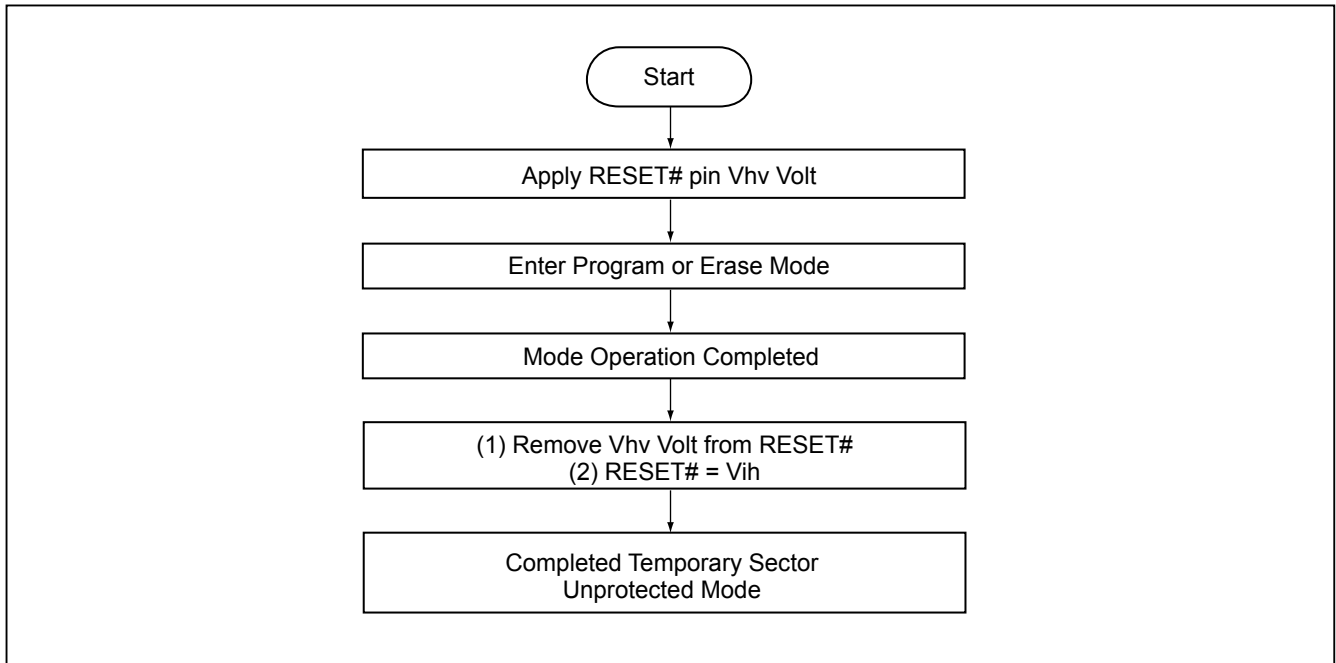 Start
Apply RESET# pin Vhv Volt
Enter Program or Erase Mode
Mode Operation Completed
(1) Remove Vhv Volt from RESET#
(2) RESET# = Vih
Completed Temporary Sector
Unprotected Mode